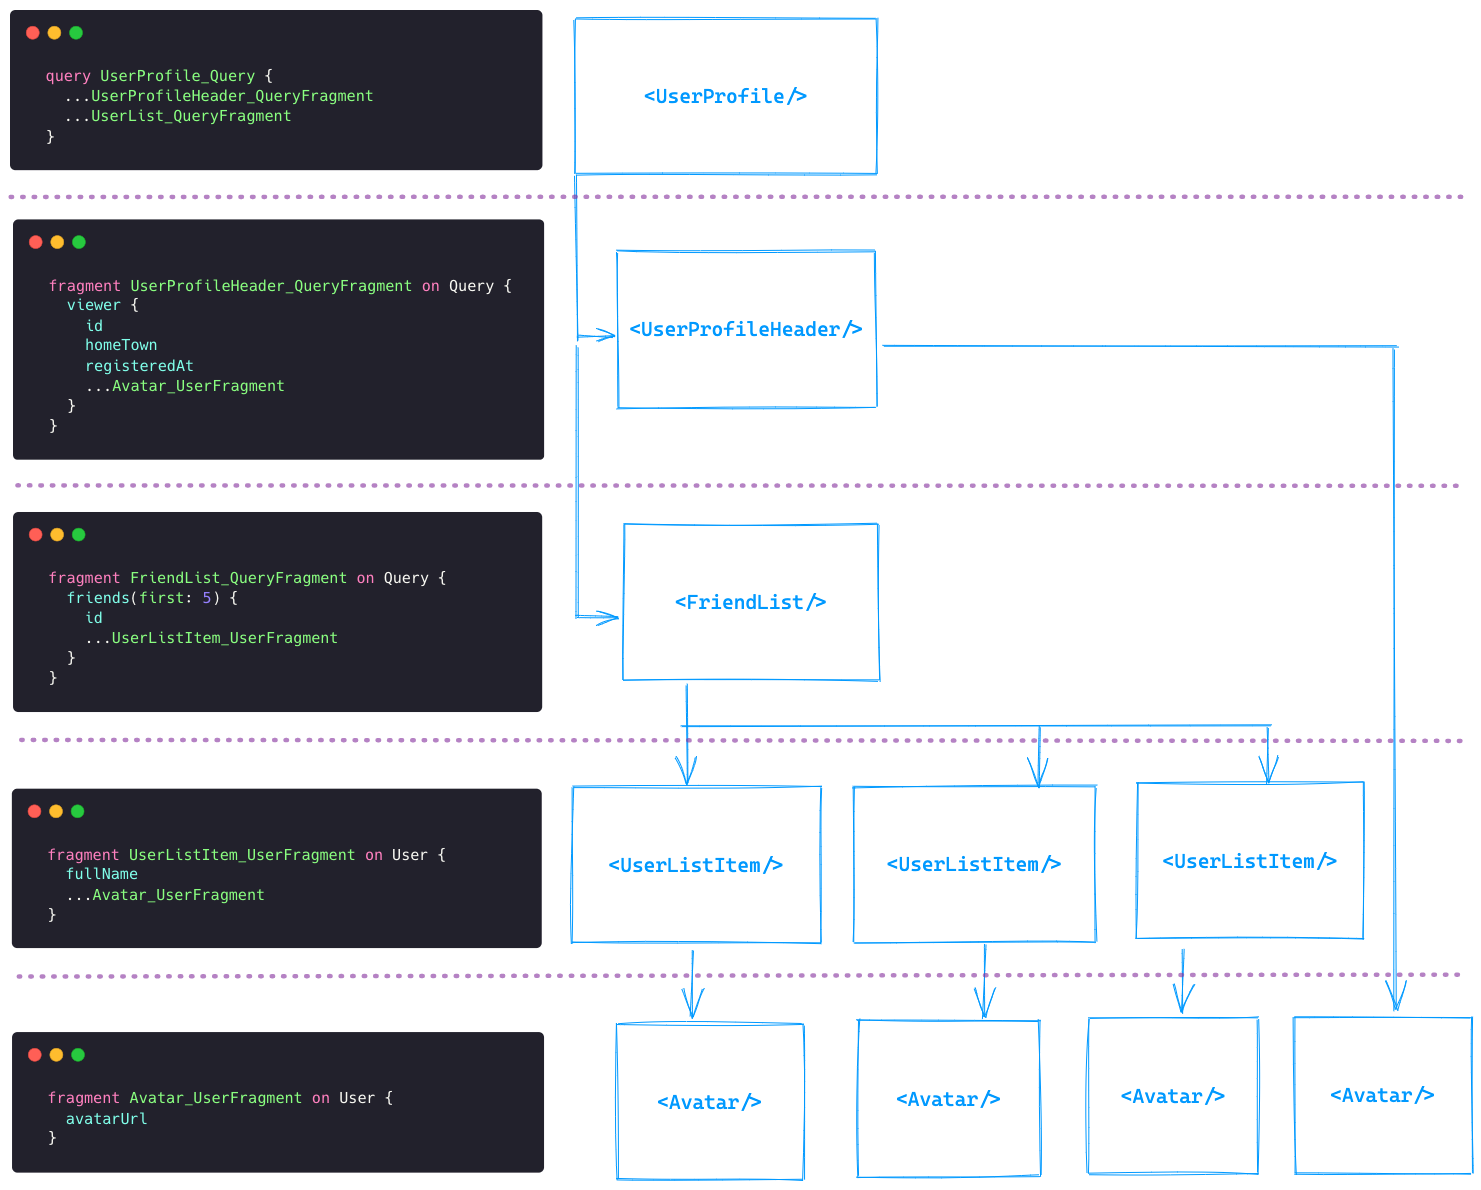 query UserProfile_Query {
  ...UserProfileHeader_QueryFragment
  ...UserList_QueryFragment
}
<UserProfile/>
fragment UserProfileHeader_QueryFragment on Query {
  viewer {
    id
    homeTown
    registeredAt
    ...Avatar_UserFragment
  }
}
<UserProfileHeader/>
fragment FriendList_QueryFragment on Query {
  friends(first: 5) {
    id
    ...UserListItem_UserFragment
  }
}
<FriendList/>
fragment UserListItem_UserFragment on User {
  fullName
  ...Avatar_UserFragment
}
<UserListItem/>
<UserListItem/>
<UserListItem/>
fragment Avatar_UserFragment on User {
  avatarUrl
}
<Avatar/>
<Avatar/>
<Avatar/>
<Avatar/>